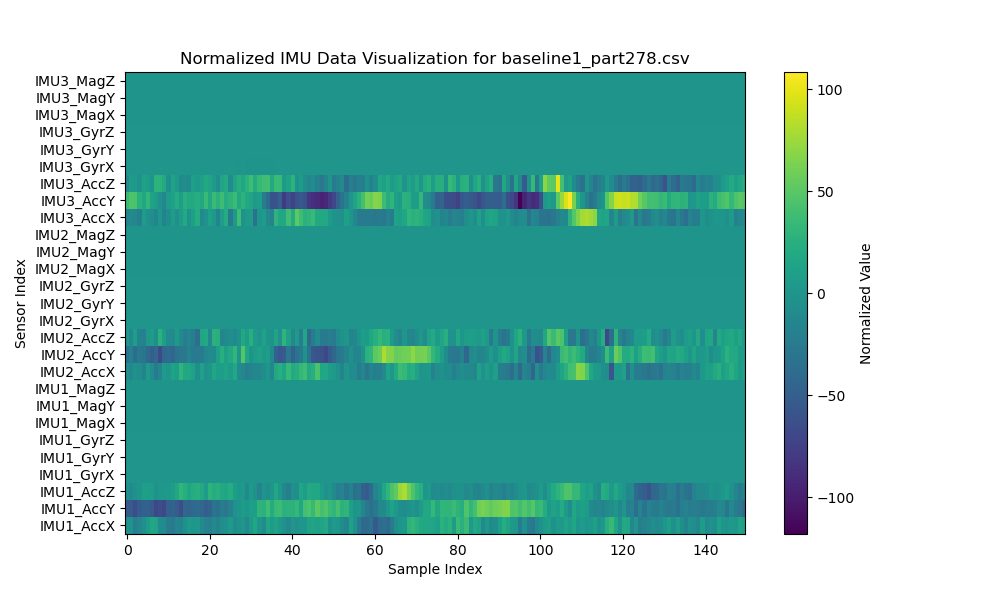 Normalized IMU Data Visualization for baseline1_part278.csv
IMU3_MagZ
IMU3_MagY
IMU3_MagX
IMU3_GyrZ
IMU3_GyrY
IMU3_GyrX
IMU3_AccZ
IMU3_AccY
IMU3_AccX
IMU2_MagZ
IMU2_MagY
IMU2_MagX
IMU2_GyrZ
IMU2_GyrY
IMU2_GyrX
IMU2_AccZ
IMU2_AccY
IMU2_AccX
IMU1_MagZ
IMU1_MagY
IMU1_MagX
IMU1_GyrZ
IMU1_GyrY
IMU1_GyrX
IMU1_AccZ
IMU1_AccY
IMU1_AccX
Sensor Index
0 20 40 60 80 100 120 140
Sample Index
100
50
0
−50
−100
Normalized Value